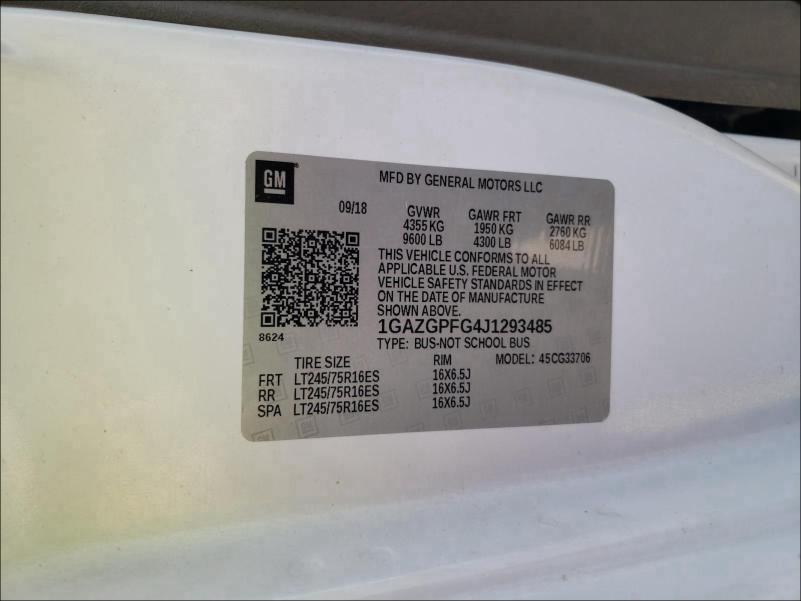 GM
MFD BY GENERAL MOTORS LLC
09/18
GVWR GAWR FRT GAWR RR
4355 KG 1950 KG 2760 KG
9600 LB 4300 LB 6084 LB
THIS VEHICLE CONFORMS TO ALL
APPLICABLE U.S. FEDERAL MOTOR
VEHICLE SAFETY STANDARDS IN EFFECT
ON THE DATE OF MANUFACTURE
SHOWN ABOVE.
1GAZGPFG4J1293485
8624
TYPE: BUS-NOT SCHOOL BUS
TIRE SIZE RIM MODEL: 45CG33706
FRT LT245/75R16ES 16X6.5J
RR LT245/75R16ES 16X6.5J
SPA LT245/75R16ES 16X6.5J